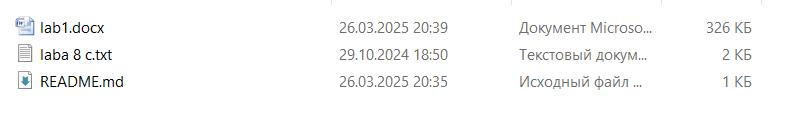 lab1.docx 26.03.2025 20:39 Документ Microso... 326 КБ
laba 8 c.txt 29.10.2024 18:50 Текстовый докум... 2 КБ
README.md 26.03.2025 20:35 Исходный файл ... 1 КБ